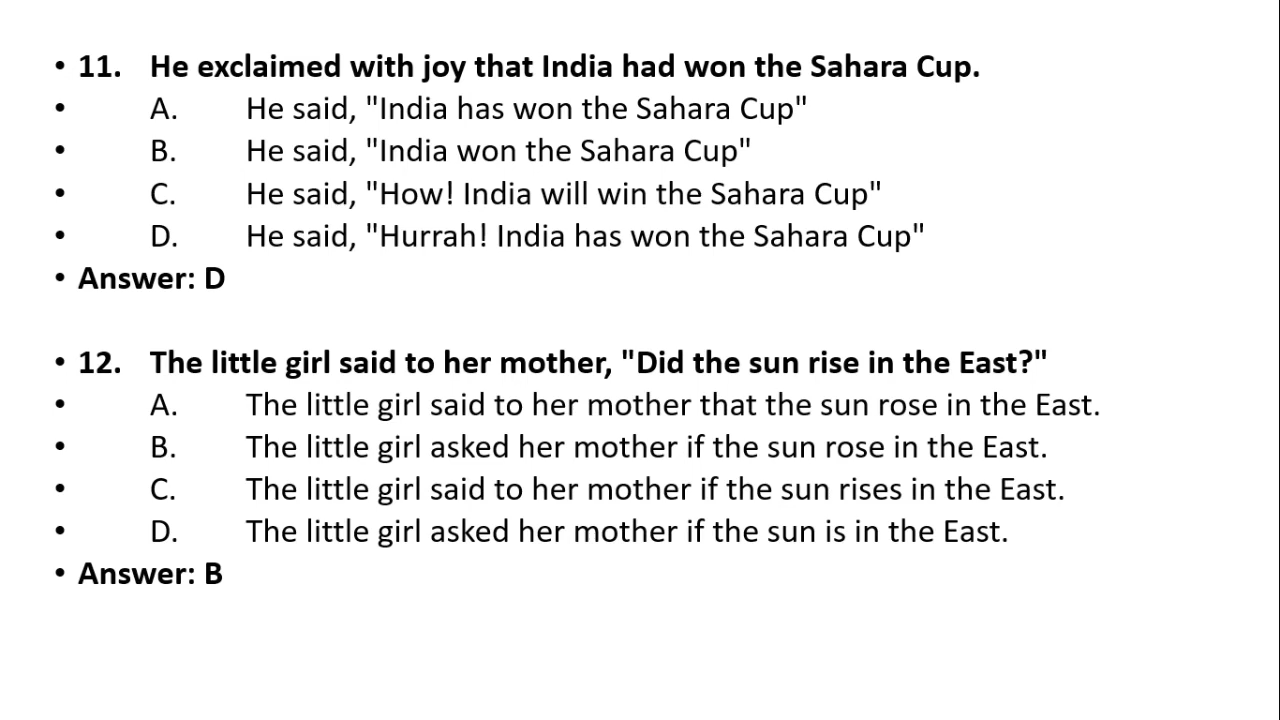 • 11. He exclaimed with joy that India had won the Sahara Cup.
• A. He said, "India has won the Sahara Cup"
• B. He said, "India won the Sahara Cup"
• C. He said, "How! India will win the Sahara Cup"
• D. He said, "Hurrah! India has won the Sahara Cup"
• Answer: D
• 12. The little girl said to her mother, "Did the sun rise in the East?"
• A. The little girl said to her mother that the sun rose in the East.
• B. The little girl asked her mother if the sun rose in the East.
• C. The little girl said to her mother if the sun rises in the East.
• D. The little girl asked her mother if the sun is in the East.
• Answer: B